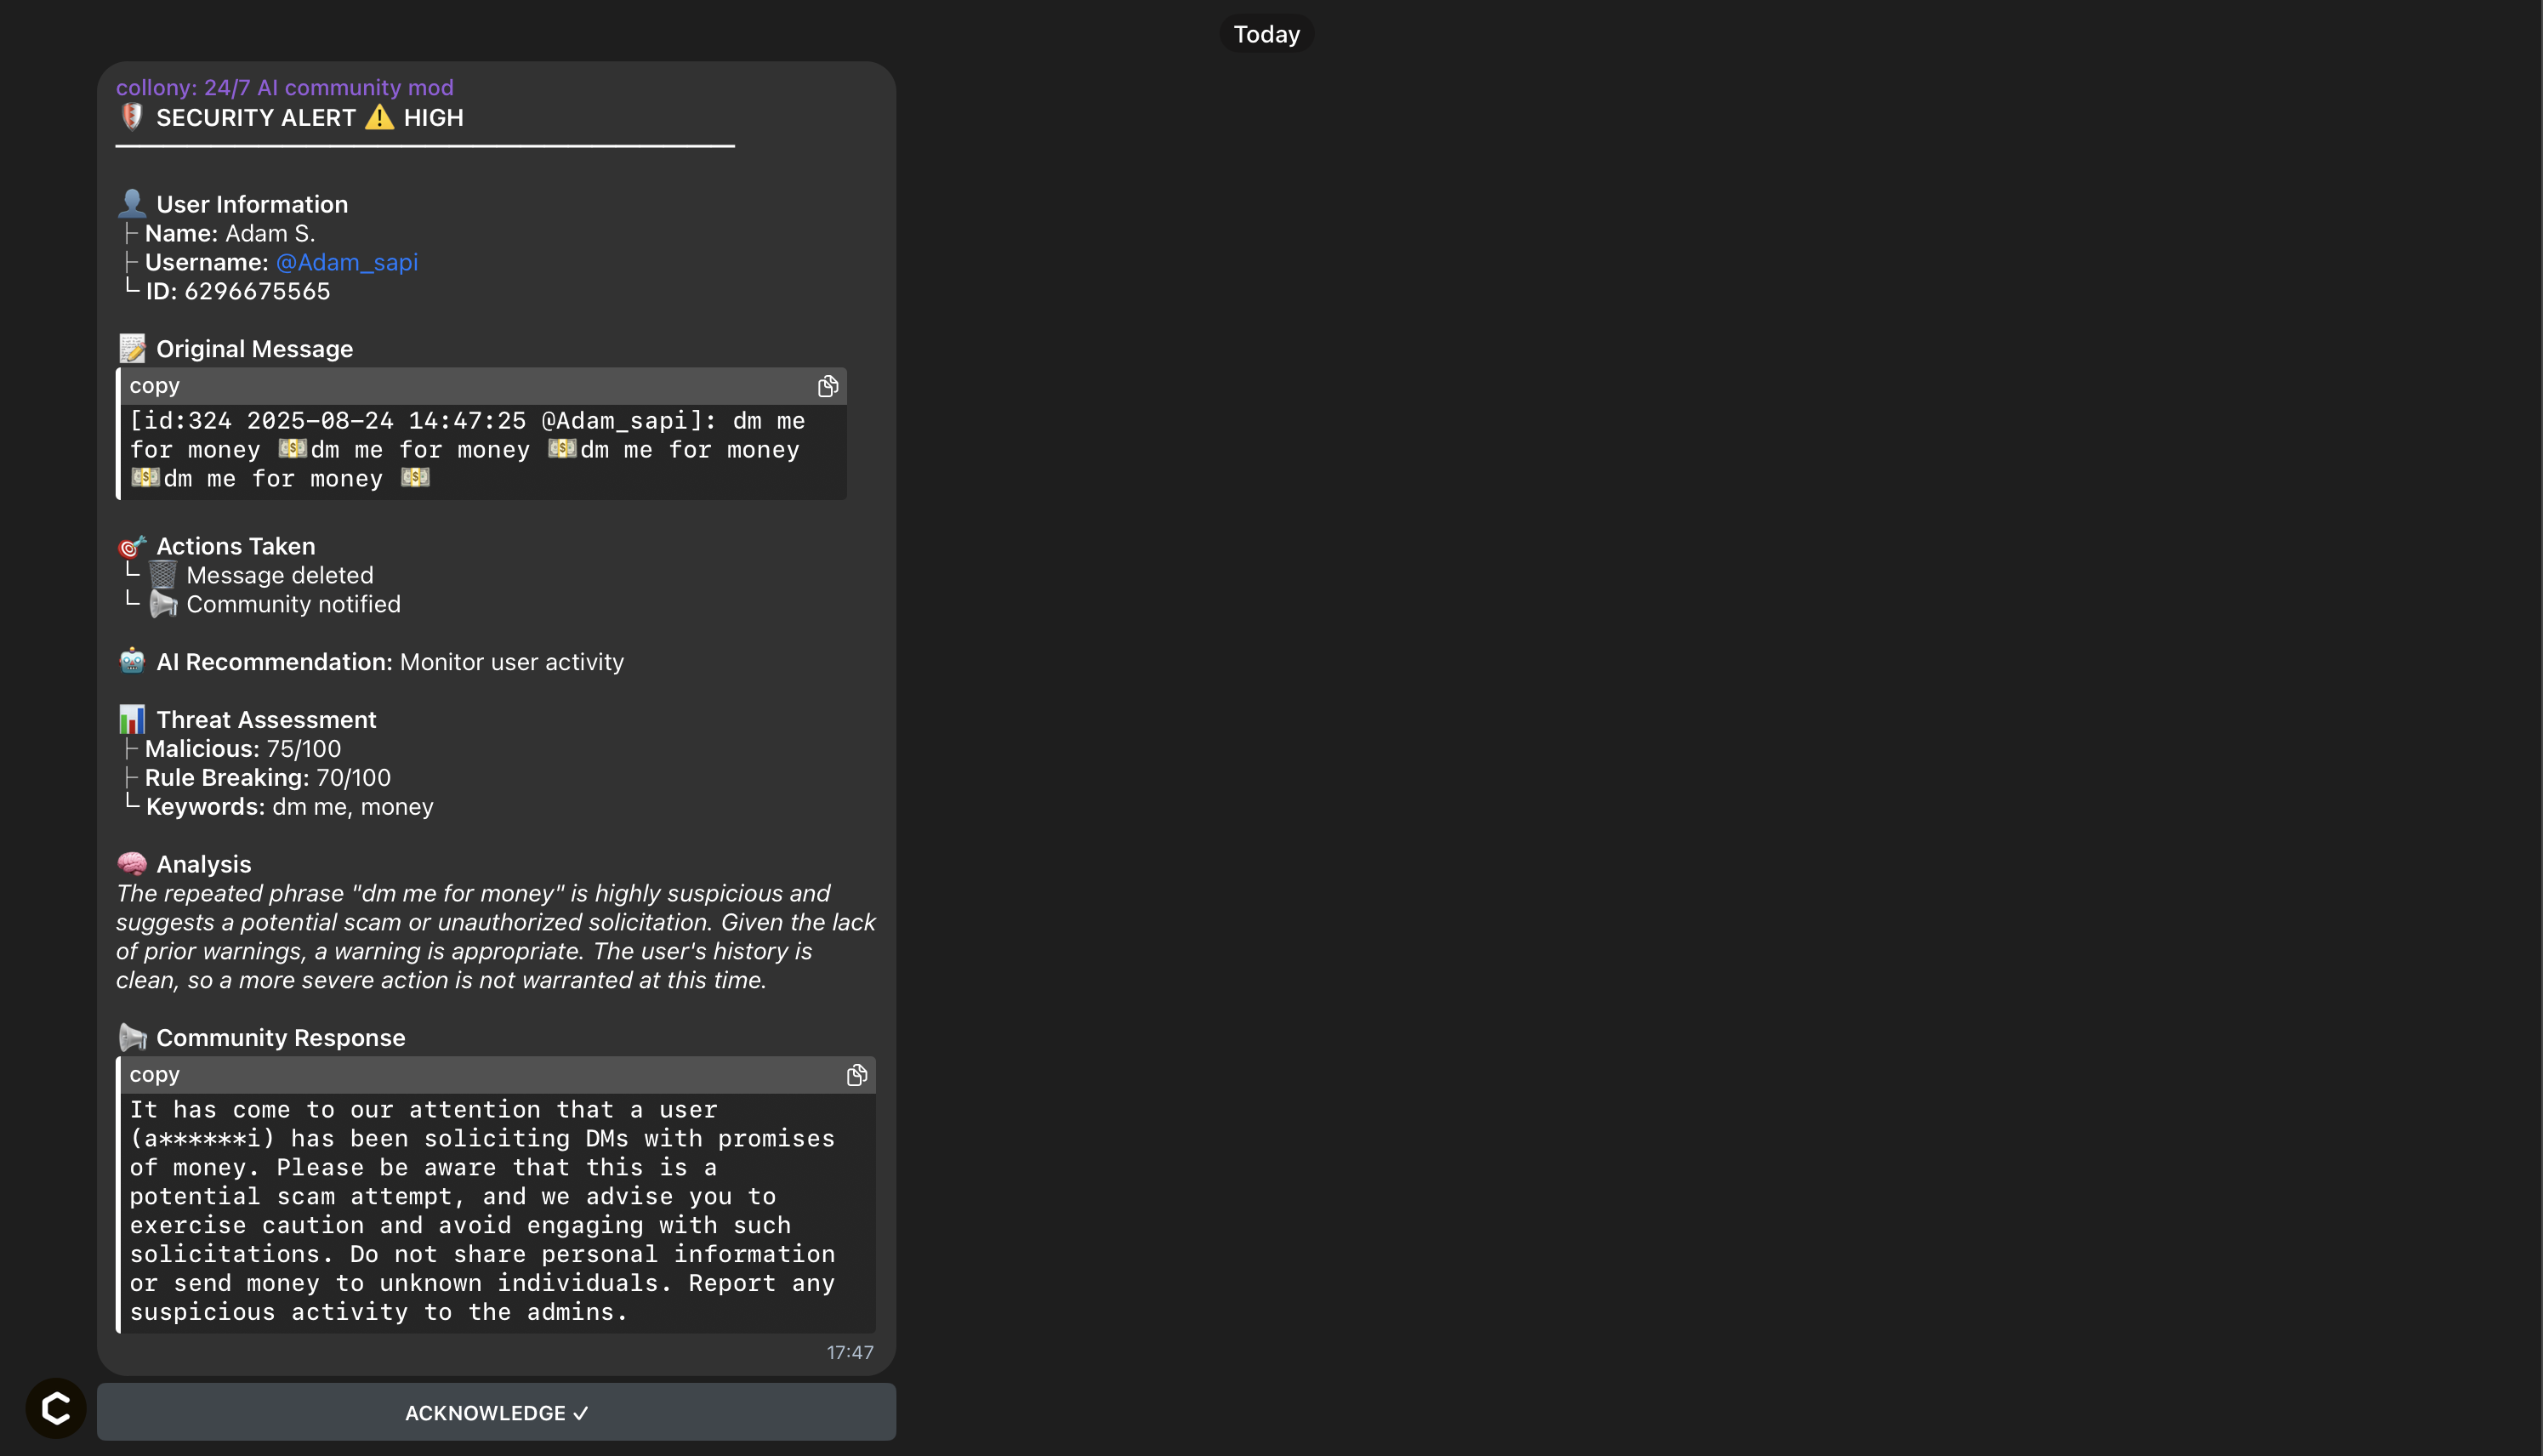 Today
collony: 24/7 AI community mod
🛡️ SECURITY ALERT ⚠️ HIGH
👤 User Information
├ Name: Adam S.
├ Username: @Adam_sapi
└ ID: 6296675565
📝 Original Message
copy
[id:324 2025-08-24 14:47:25 @Adam_sapi]: dm me
for money 💵dm me for money 💵dm me for money
💵dm me for money 💵
🎯 Actions Taken
└ 🗑️ Message deleted
└ 📢 Community notified
🤖 AI Recommendation: Monitor user activity
📊 Threat Assessment
├ Malicious: 75/100
├ Rule Breaking: 70/100
└ Keywords: dm me, money
🧠 Analysis
The repeated phrase "dm me for money" is highly suspicious and
suggests a potential scam or unauthorized solicitation. Given the lack
of prior warnings, a warning is appropriate. The user's history is
clean, so a more severe action is not warranted at this time.
📢 Community Response
copy
It has come to our attention that a user
(a******i) has been soliciting DMs with promises
of money. Please be aware that this is a
potential scam attempt, and we advise you to
exercise caution and avoid engaging with such
solicitations. Do not share personal information
or send money to unknown individuals. Report any
suspicious activity to the admins.
17:47
C
ACKNOWLEDGE ✓